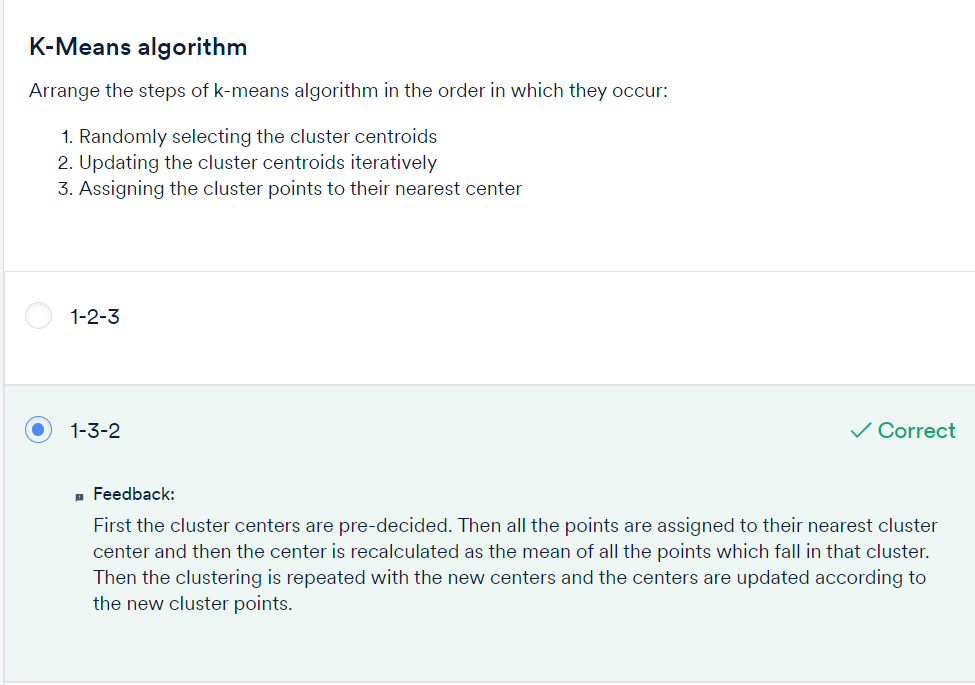 K-Means algorithm
Arrange the steps of k-means algorithm in the order in which they occur:
1. Randomly selecting the cluster centroids
2. Updating the cluster centroids iteratively
3. Assigning the cluster points to their nearest center
1-2-3
1-3-2
Correct
Feedback:
First the cluster centers are pre-decided. Then all the points are assigned to their nearest cluster
center and then the center is recalculated as the mean of all the points which fall in that cluster.
Then the clustering is repeated with the new centers and the centers are updated according to
the new cluster points.